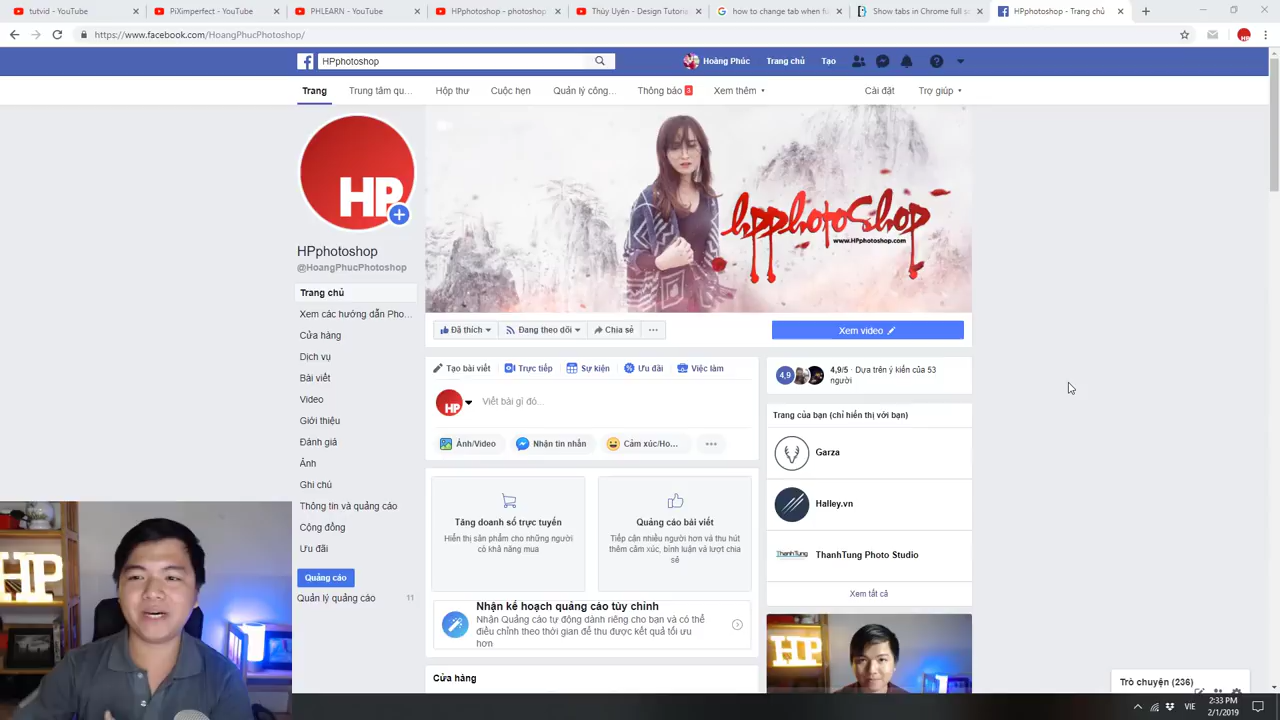 tutvid - YouTube
PiXimperfect - YouTube
PHLEARN - YouTube
HPphotoshop - photoshop
Thùy Uyên - Design Tutoria
how to change tab when fu
Show tabs in Chrome full sc
HPphotoshop - Trang chủ
https://www.facebook.com/HoangPhucPhotoshop/
HPphotoshop
Hoàng Phúc
Trang chủ
Tạo
Trang
Trung tâm qu...
Hộp thư
Cuộc hẹn
Quản lý công...
Thông báo 3
Xem thêm
Cài đặt
Trợ giúp
HP
HPphotoshop
@HoangPhucPhotoshop
hpphotoshop
www.HPphotoshop.com
Trang chủ
Xem các hướng dẫn Pho...
Cửa hàng
Dịch vụ
Bài viết
Video
Giới thiệu
Đánh giá
Ảnh
Ghi chú
Thông tin và quảng cáo
Cộng đồng
Ưu đãi
Quảng cáo
Quản lý quảng cáo 11
Đã thích
Đang theo dõi
Chia sẻ
Xem video
Tạo bài viết
Trực tiếp
Sự kiện
Ưu đãi
Việc làm
HP
Viết bài gì đó...
Ảnh/Video
Nhận tin nhắn
Cảm xúc/Ho...
Tăng doanh số trực tuyến
Hiển thị sản phẩm cho những người
có khả năng mua
Quảng cáo bài viết
Tiếp cận nhiều người hơn và thu hút
thêm cảm xúc, bình luận và lượt chia
sẻ
Nhận kế hoạch quảng cáo tùy chỉnh
Nhận Quảng cáo tự động dành riêng cho bạn và có thể
điều chỉnh theo thời gian để thu được kết quả tối ưu
hơn
Cửa hàng
4,9
4,9/5 · Dựa trên ý kiến của 53
người
Trang của bạn (chỉ hiển thị với bạn)
Garza
Halley.vn
ThanhTung
ThanhTung Photo Studio
Xem tất cả
HP
HP
Trò chuyện (236)
VIE
2:33 PM
2/1/2019